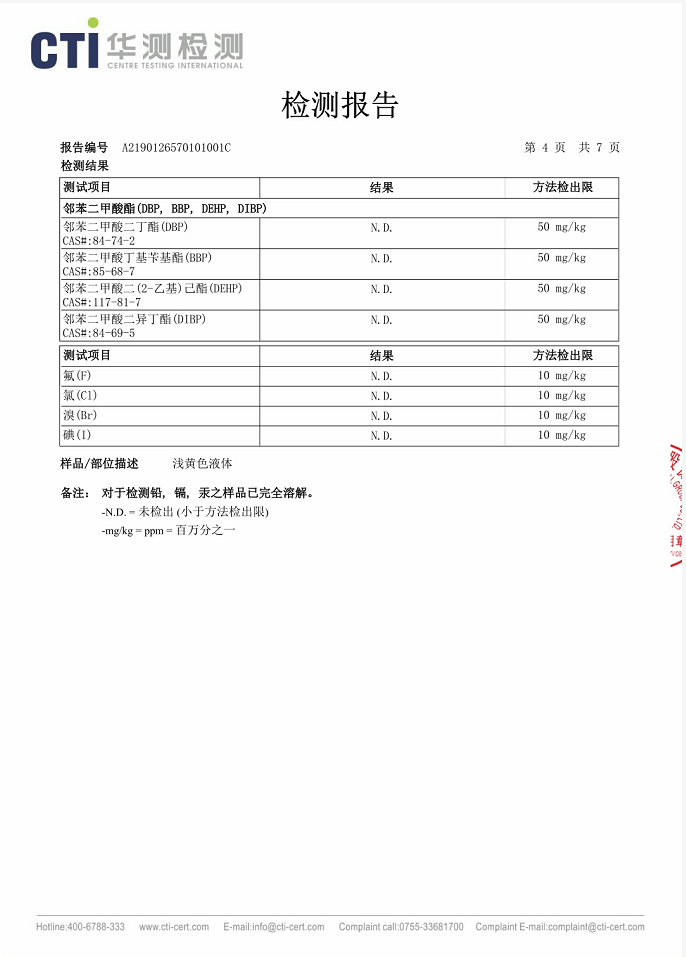 CTI 华测检测
CENTRE TESTING INTERNATIONAL
检测报告
报告编号 A2190126570101001C 第 4 页 共 7 页
检测结果
测试项目 结果 方法检出限
邻苯二甲酸酯(DBP, BBP, DEHP, DIBP)
邻苯二甲酸二丁酯(DBP) N.D. 50 mg/kg
CAS#:84-74-2
邻苯二甲酸丁基苄基酯(BBP) N.D. 50 mg/kg
CAS#:85-68-7
邻苯二甲酸二(2-乙基)己酯(DEHP) N.D. 50 mg/kg
CAS#:117-81-7
邻苯二甲酸二异丁酯(DIBP) N.D. 50 mg/kg
CAS#:84-69-5
测试项目 结果 方法检出限
氟(F) N.D. 10 mg/kg
氯(Cl) N.D. 10 mg/kg
溴(Br) N.D. 10 mg/kg
碘(I) N.D. 10 mg/kg
样品/部位描述 浅黄色液体
备注: 对于检测铅, 镉, 汞之样品已完全溶解。
-N.D. = 未检出 (小于方法检出限)
-mg/kg = ppm = 百万分之一
Hotline:400-6788-333 www.cti-cert.com E-mail:info@cti-cert.com Complaint call:0755-33681700 Complaint E-mail:complaint@cti-cert.com